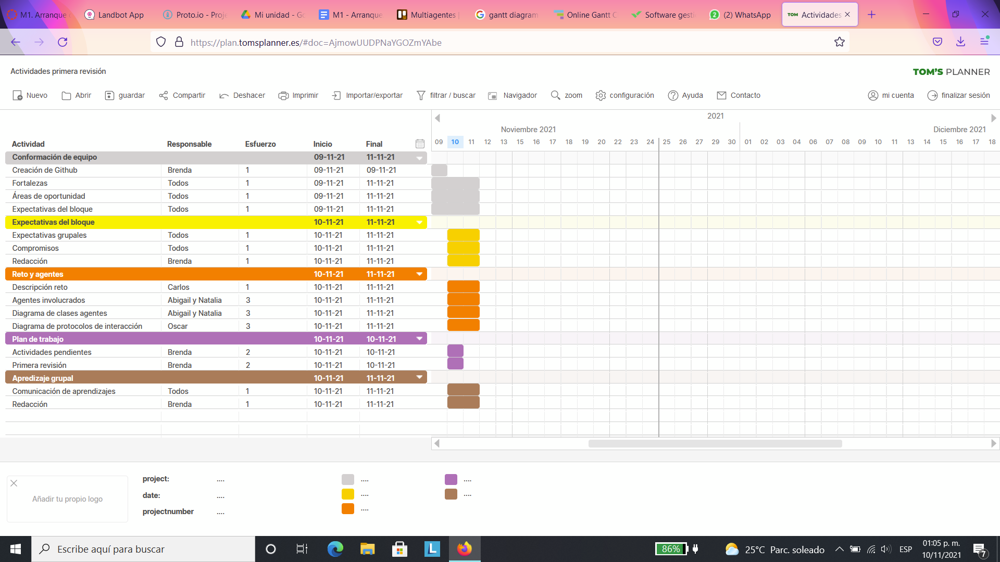 M1. Arranque
Landbot App
Proto.io - Proje
Mi unidad - Go
M1 - Arranque
Multiagentes |
gantt diagram
Online Gantt C
Software gesti
(2) WhatsApp
TOM Actividades
https://plan.tomsplanner.es/#doc=AjmowUUDPNaYGOZmYAbe
Actividades primera revisión
TOM'S PLANNER
Nuevo Abrir guardar Compartir Deshacer Imprimir Importar/exportar filtrar / buscar Navigador zoom configuración Ayuda Contacto mi cuenta finalizar sesión
2021
Noviembre 2021 Diciembre 2021
Actividad Responsable Esfuerzo Inicio Final
09 10 11 12 13 15 16 17 18 19 20 22 23 24 25 26 27 29 30 01 02 03 04 06 07 08 09 10 11 13 14 15 16 17 18
Conformación de equipo 09-11-21 11-11-21
Creación de Github Brenda 1 09-11-21 09-11-21
Fortalezas Todos 1 09-11-21 11-11-21
Áreas de oportunidad Todos 1 09-11-21 11-11-21
Expectativas del bloque Todos 1 09-11-21 11-11-21
Expectativas del bloque 10-11-21 11-11-21
Expectativas grupales Todos 1 10-11-21 11-11-21
Compromisos Todos 1 10-11-21 11-11-21
Redacción Brenda 1 10-11-21 11-11-21
Reto y agentes 10-11-21 11-11-21
Descripción reto Carlos 1 10-11-21 11-11-21
Agentes involucrados Abigail y Natalia 3 10-11-21 11-11-21
Diagrama de clases agentes Abigail y Natalia 3 10-11-21 11-11-21
Diagrama de protocolos de interacción Oscar 3 10-11-21 11-11-21
Plan de trabajo 10-11-21 10-11-21
Actividades pendientes Brenda 2 10-11-21 10-11-21
Primera revisión Brenda 2 10-11-21 10-11-21
Apredizaje grupal 10-11-21 11-11-21
Comunicación de aprendizajes Todos 1 10-11-21 11-11-21
Redacción Brenda 1 10-11-21 11-11-21
Añadir tu propio logo
project: .... .... ....
date: .... .... ....
projectnumber .... ....
Escribe aquí para buscar
86%
25°C Parc. soleado
ESP
01:05 p. m.
10/11/2021
7